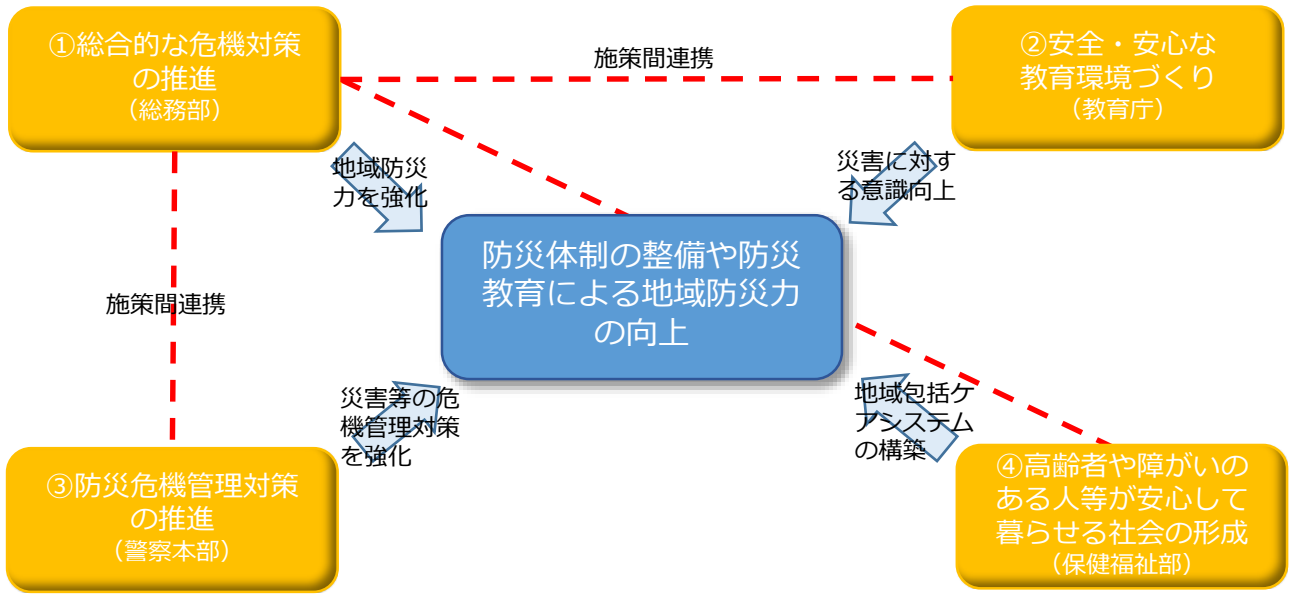 ①総合的な危機対策
の推進
（総務部）
施策間連携
②安全・安心な
教育環境づくり
（教育庁）
地域防災
力を強化
災害に対す
る意識向上
防災体制の整備や防災
教育による地域防災力
の向上
施策間連携
災害等の危
機管理対策
を強化
地域包括ケ
アシステム
の構築
③防災危機管理対策
の推進
（警察本部）
④高齢者や障がいの
ある人等が安心して
暮らせる社会の形成
（保健福祉部）